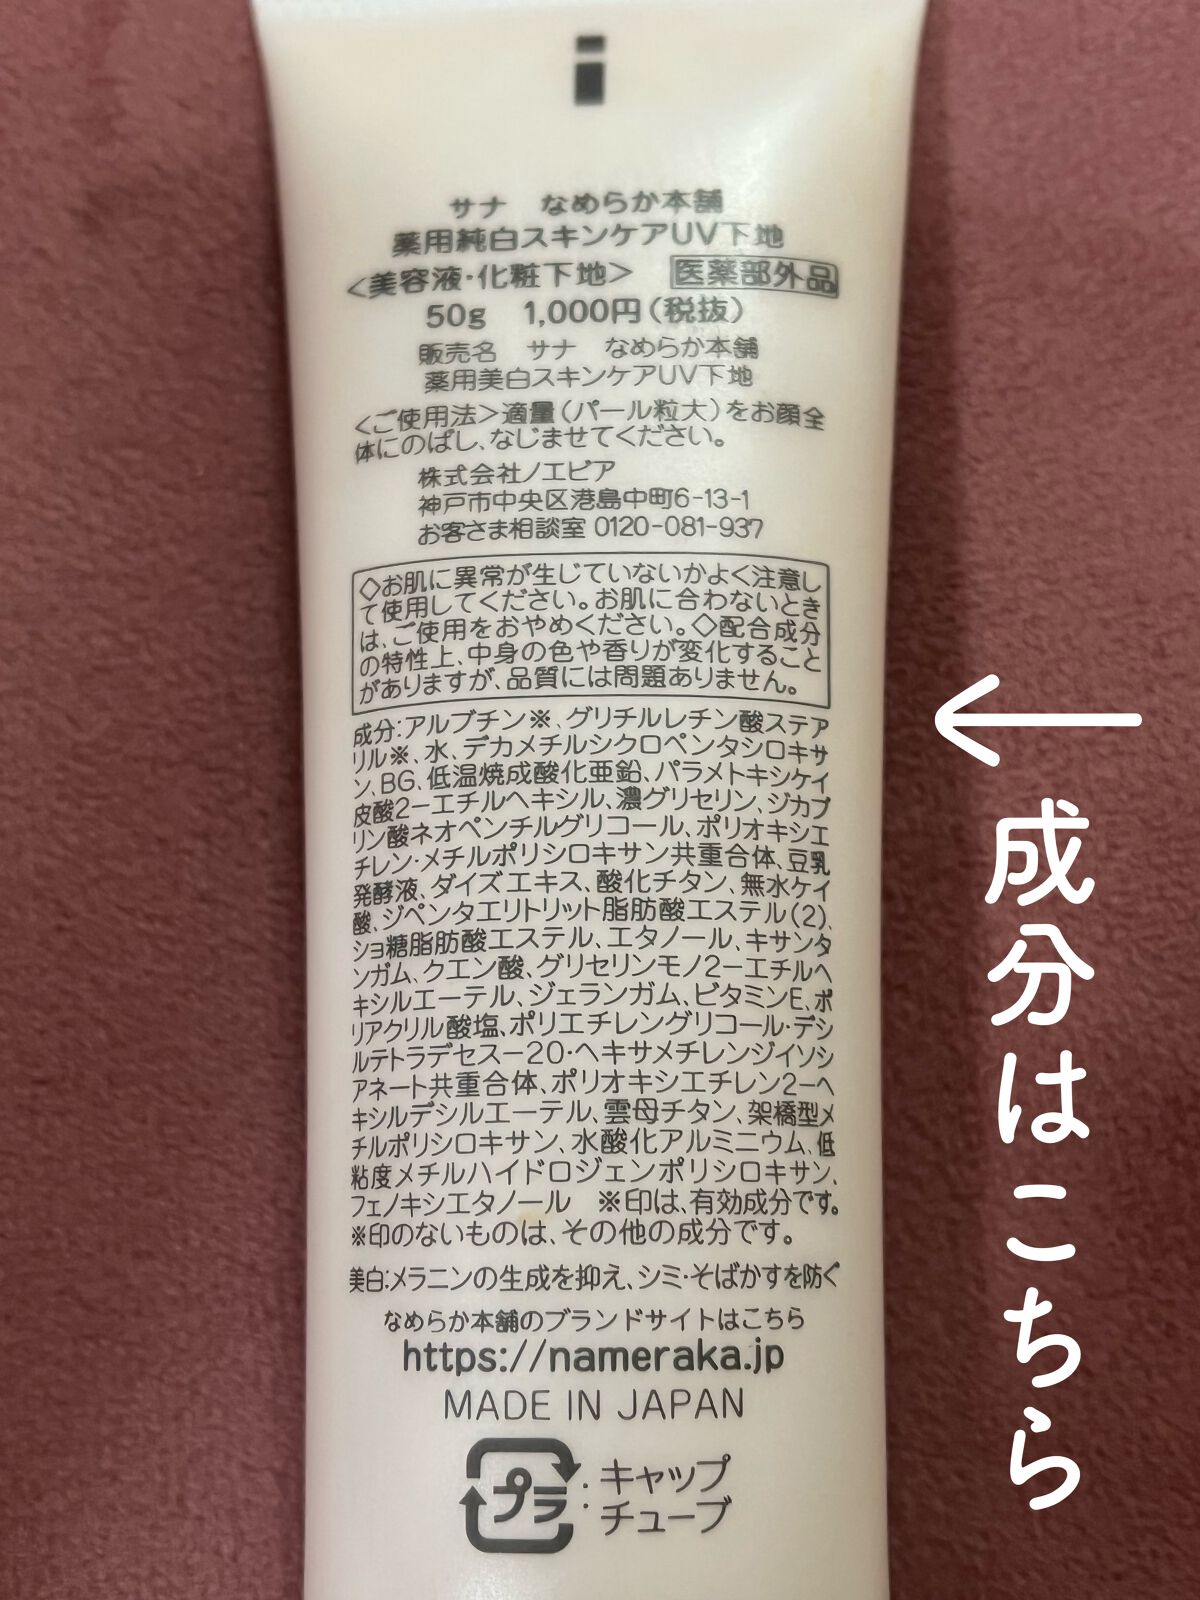 サナ なめらか本舗
薬用純白スキンケアUV下地
<美容液・化粧下地> 医薬部外品
50g 1,000円(税抜)
販売名 サナ なめらか本舗
薬用美白スキンケアUV下地
<ご使用法>適量(パール粒大)をお顔全
体にのばし、なじませてください。
株式会社ノエビア
神戸市中央区港島中町6-13-1
お客さま相談室 0120-081-937
◇お肌に異常が生じていないかよく注意し
て使用してください。お肌に合わないとき
は、ご使用をおやめください。◇配合成分
の特性上、中身の色や香りが変化すること
がありますが、品質には問題ありません。
成分:アルブチン※、グリチルレチン酸ステア
リル※、水、デカメチルシクロペンタシロキサ
ン、BG、低温焼成酸化亜鉛、パラメトキシケイ
皮酸2-エチルヘキシル、濃グリセリン、ジカプ
リン酸ネオペンチルグリコール、ポリオキシエ
チレン・メチルポリシロキサン共重合体、豆乳
発酵液、ダイズエキス、酸化チタン、無水ケイ
酸、ジペンタエリトリット脂肪酸エステル(2)、
ショ糖脂肪酸エステル、エタノール、キサンタ
ンガム、クエン酸、グリセリンモノ2-エチルヘ
キシルエーテル、ジェランガム、ビタミンE、ポ
リアクリル酸塩、ポリエチレングリコール・デシ
ルテトラデセス-20・ヘキサメチレンジイソシ
アネート共重合体、ポリオキシエチレン2-ヘ
キシルデシルエーテル、雲母チタン、架橋型メ
チルポリシロキサン、水酸化アルミニウム、低
粘度メチルハイドロジェンポリシロキサン、
フェノキシエタノール ※印は、有効成分です。
※印のないものは、その他の成分です。
美白:メラニンの生成を抑え、シミ・そばかすを防ぐ
なめらか本舗のブランドサイトはこちら
https://nameraka.jp
MADE IN JAPAN
プラ:キャップ
チューブ
←成分はこちら